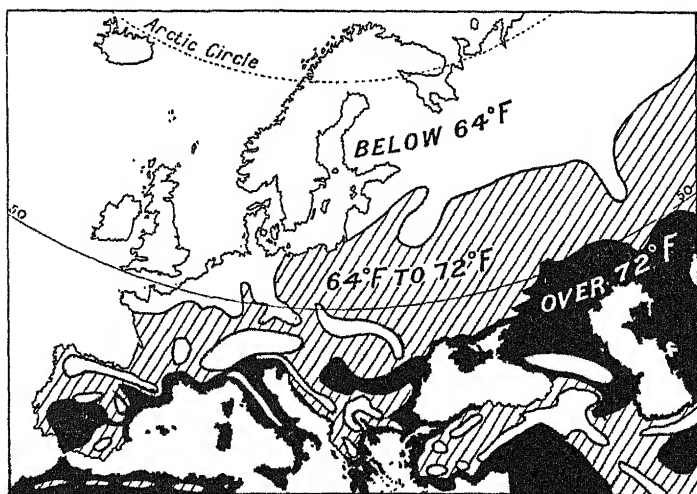 Arctic Circle
BELOW 64°F
50
50
64°F TO 72°F
OVER 72°F